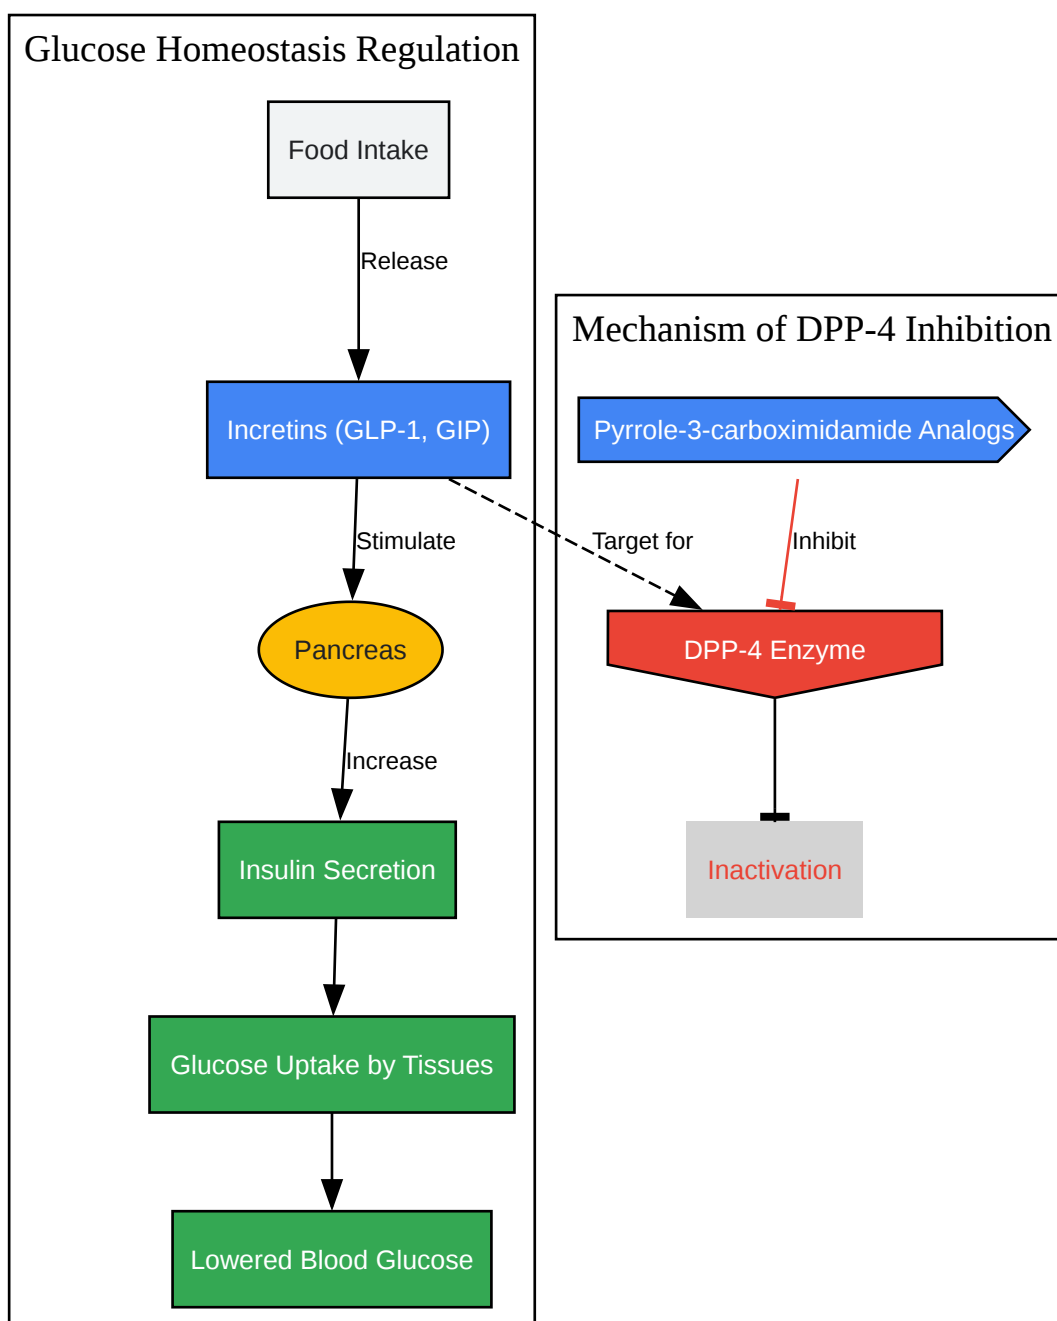 Glucose Homeostasis Regulation
Food Intake
Release
Incretins (GLP-1, GIP)
Stimulate
Pancreas
Increase
Insulin Secretion
Glucose Uptake by Tissues
Lowered Blood Glucose
Mechanism of DPP-4 Inhibition
Pyrrole-3-carboximidamide Analogs
Target for
Inhibit
DPP-4 Enzyme
Inactivation